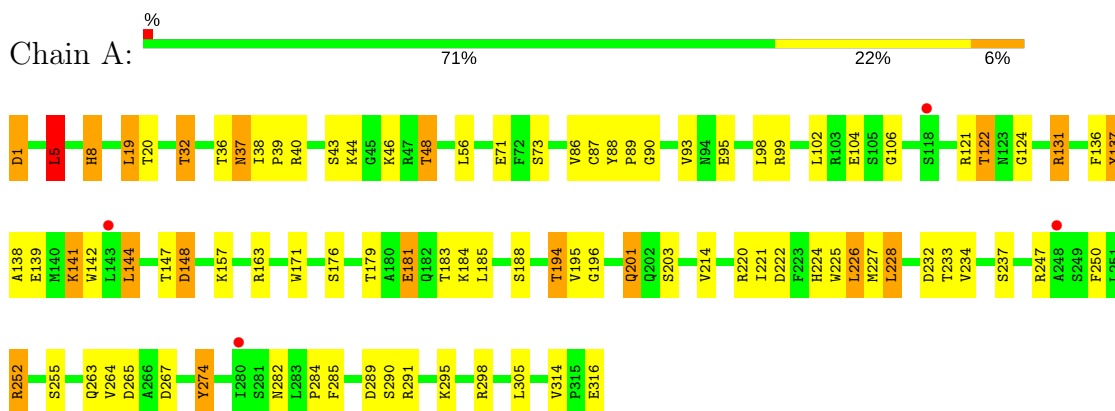 %
Chain A:
71% 22% 6%
D1 L5 W8 L19 T20 T32 T36 N37 I38 P39 R40 S43 K44 G45 K46 R47 T48 L56 E71 F72 S73 V86 C87 Y88 P89 G90 V93 N94 E95 L98 R99 L102 R103 E104 S105 G106 S118 R121 T122 N123 G124 R131 F136 Y137
A138 E139 M140 K141 W142 L143 L144 T147 D148 K157 R163 W171 S176 T179 A180 E181 Q182 T183 K184 L185 S188 T194 V195 G196 Q201 Q202 S203 V214 R220 I221 D222 F223 H224 W225 L226 M227 L228 D232 T233 V234 S237 R247 A248 S249 F250 L251
R252 S255 Q263 V264 D265 A266 D267 Y274 I280 S281 N282 L283 P284 F285 D289 S290 R291 K295 R298 L305 V314 P315 E316